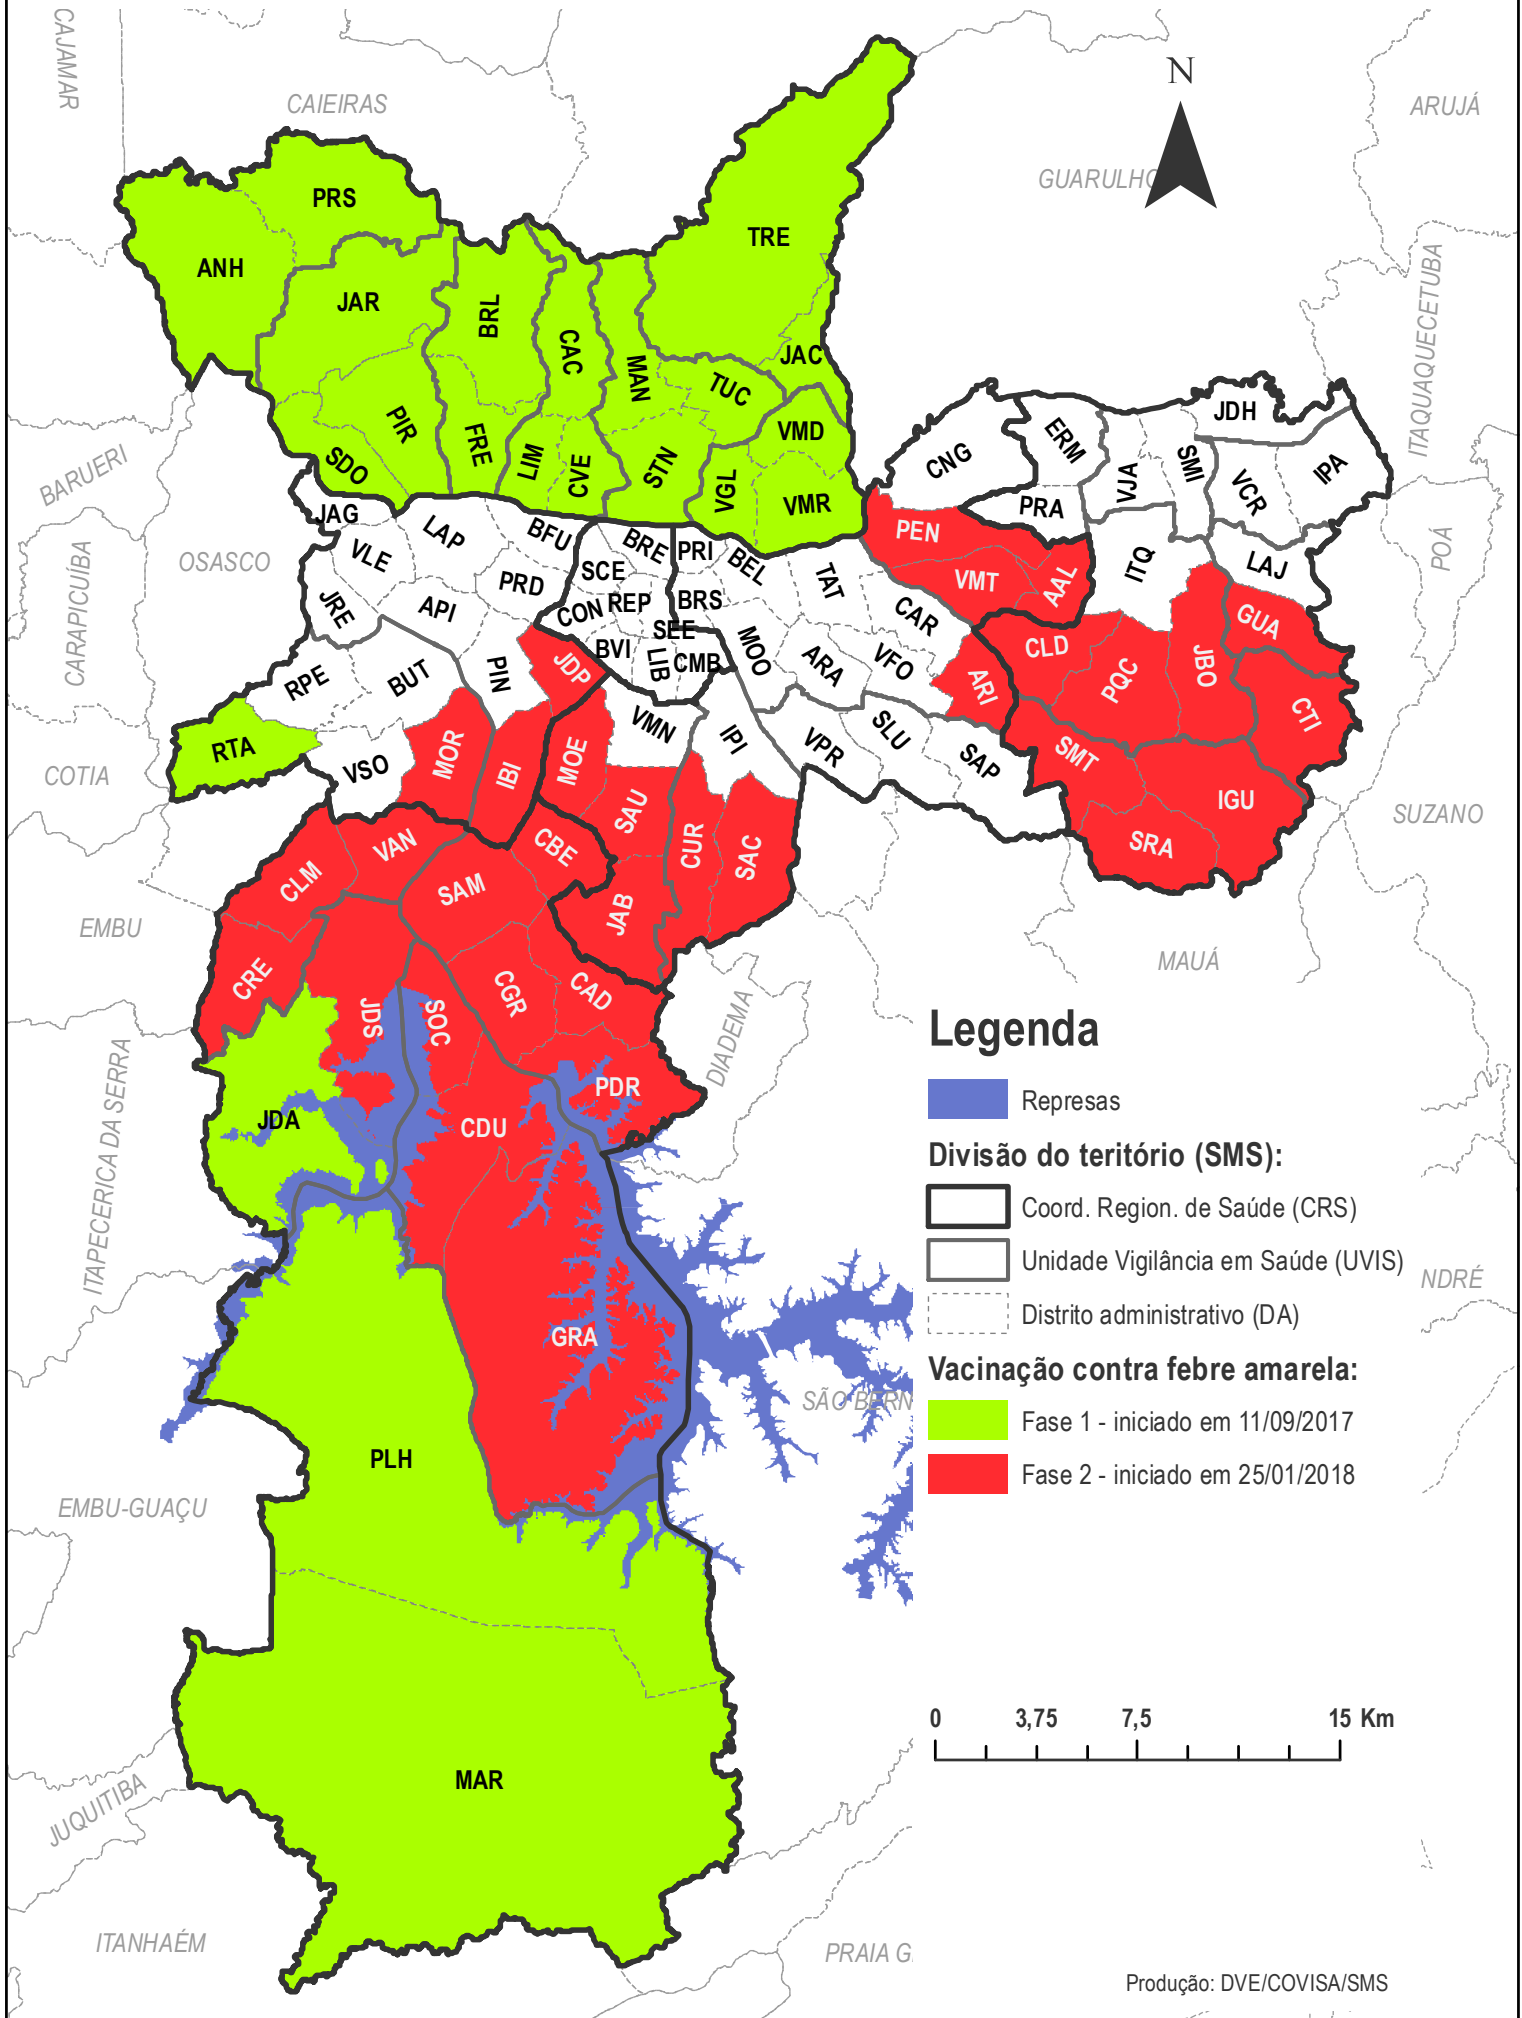 CAJAMAR
CAIEIRAS
N
ARUJÁ
GUARULHO
ITAQUAQUECETUBA
PRS
TRE
ANH
JAR
BRL
CAC
MAN
JAC
TUC
PIR
FRE
LIM
CVE
STN
VGL
VMD
VMR
SDO
BARUERI
OSASCO
CARAPICUÍBA
POÁ
CNG
ERM
PRA
VJA
SMI
JDH
VCR
IPA
ITQ
LAJ
JAG
VLE
LAP
BFU
PRD
API
JRE
BRE
SCE
CON
REP
BVI
LIB
SEE
CMB
PRI
BEL
BRS
MOO
TAT
CAR
ARA
VFO
PEN
VMT
AAL
CLD
PQC
JBO
GUA
CTI
ARI
SMT
IGU
SRA
RPE
BUT
PIN
JDP
RTA
VSO
MOR
IBI
MOE
VMN
IPI
VPR
SLU
SAP
SAU
CUR
SAC
JAB
COTIA
SUZANO
CLM
VAN
SAM
CBE
CRE
EMBU
MAUÁ
JDS
SOC
CGR
CAD
PDR
DIADEMA
JDA
CDU
GRA
ITAPECERICA DA SERRA
NDRÉ
SÃO BERN
PLH
EMBU-GUAÇU
MAR
JUQUITIBA
ITANHAÉM
PRAIA G
Legenda
Represas
Divisão do teritório (SMS):
Coord. Region. de Saúde (CRS)
Unidade Vigilância em Saúde (UVIS)
Distrito administrativo (DA)
Vacinação contra febre amarela:
Fase 1 - iniciado em 11/09/2017
Fase 2 - iniciado em 25/01/2018
0 3,75 7,5 15 Km
Produção: DVE/COVISA/SMS